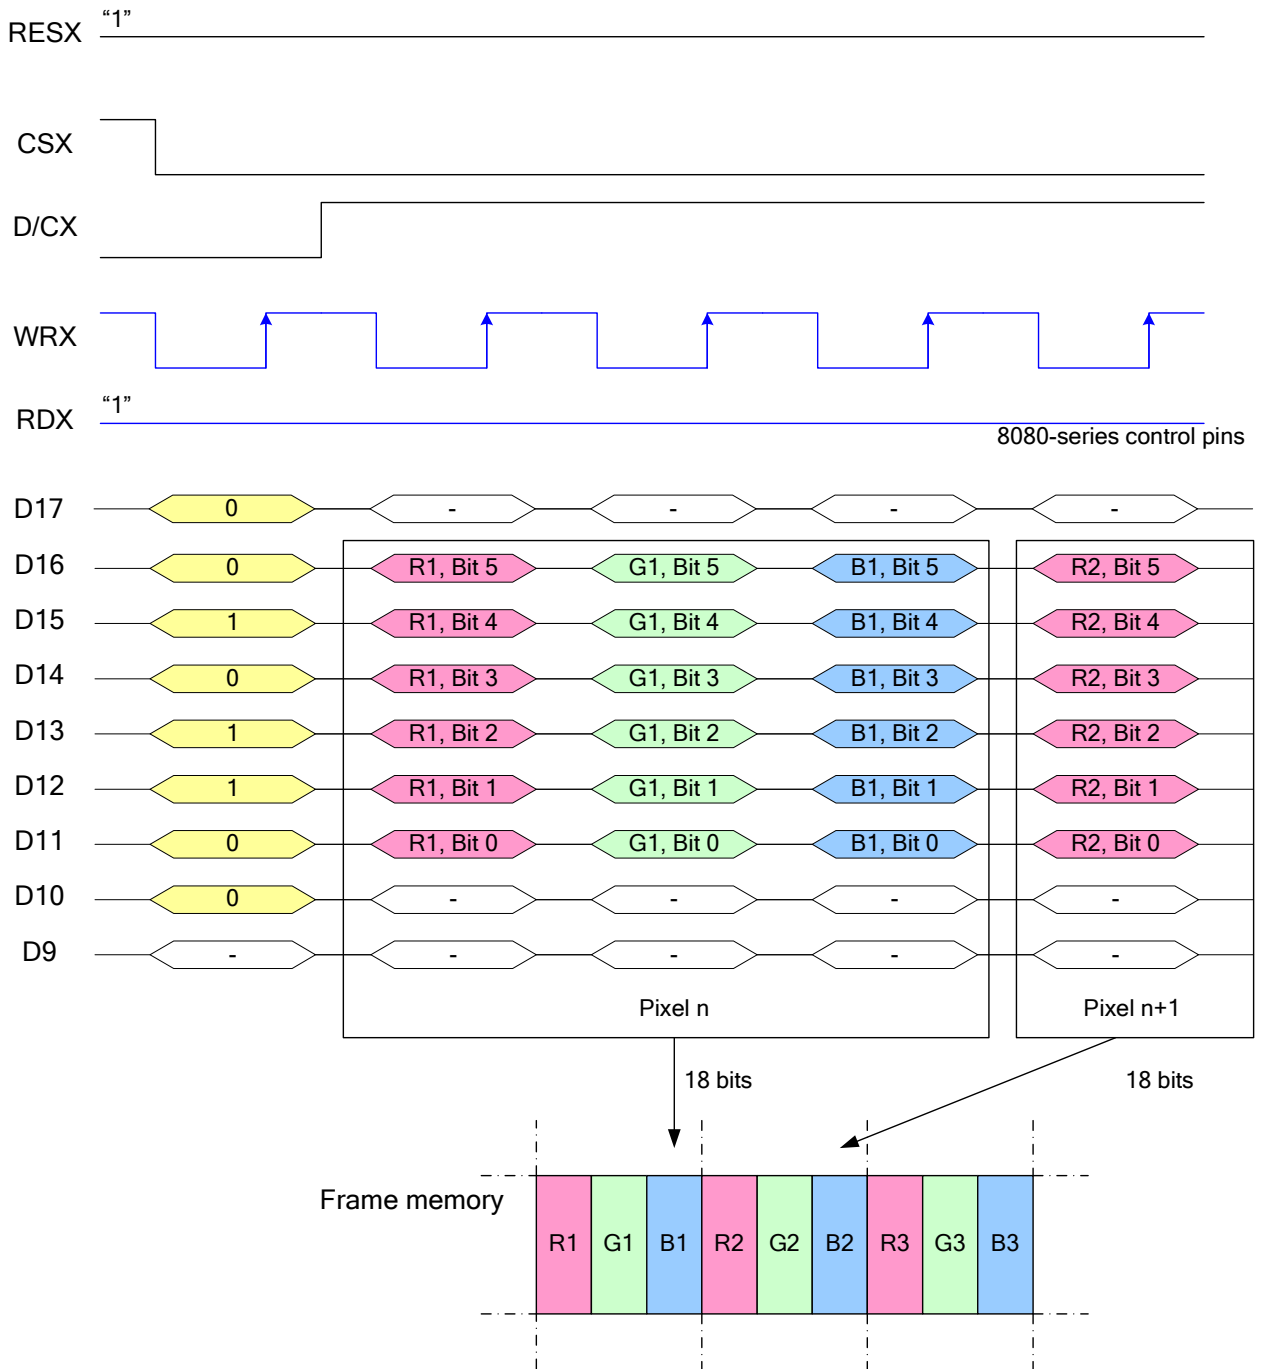 RESX “1”
CSX
D/CX
WRX
RDX “1”
8080-series control pins
D17 0 - - - -
D16 0 R1, Bit 5 G1, Bit 5 B1, Bit 5 R2, Bit 5
D15 1 R1, Bit 4 G1, Bit 4 B1, Bit 4 R2, Bit 4
D14 0 R1, Bit 3 G1, Bit 3 B1, Bit 3 R2, Bit 3
D13 1 R1, Bit 2 G1, Bit 2 B1, Bit 2 R2, Bit 2
D12 1 R1, Bit 1 G1, Bit 1 B1, Bit 1 R2, Bit 1
D11 0 R1, Bit 0 G1, Bit 0 B1, Bit 0 R2, Bit 0
D10 0 - - - -
D9 - - - - -
Pixel n Pixel n+1
18 bits 18 bits
Frame memory
R1 G1 B1 R2 G2 B2 R3 G3 B3